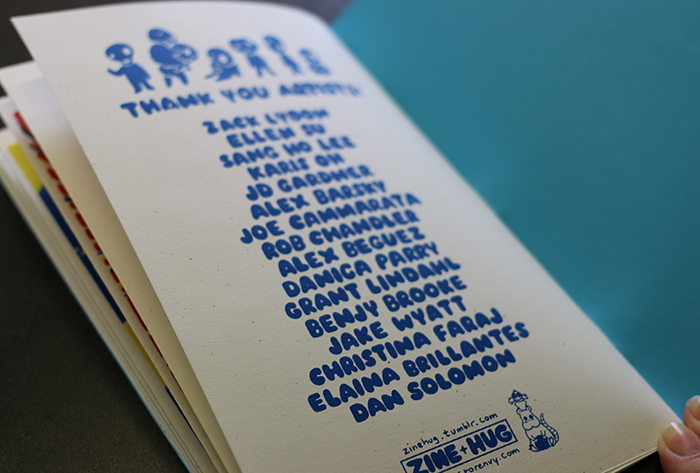 THANK YOU ARTISTS
ZACK LYDON
ELLEN SU
SANG HO LEE
KARIS OH
JD GARDNER
ALEX BARSKY
JOE CAMMARATA
ROB CHANDLER
ALEX BEGUEZ
DANICA PARRY
GRANT LINDAHL
BENJY BROOKE
JAKE WYATT
CHRISTINA FARAJ
ELAINA BRILLANTES
DAN SOLOMON
zinehug.tumblr.com
ZINE+HUG